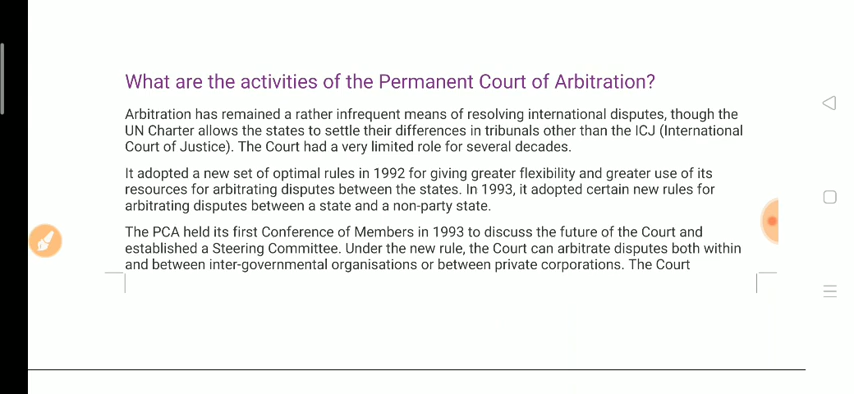 What are the activities of the Permanent Court of Arbitration?
Arbitration has remained a rather infrequent means of resolving international disputes, though the
UN Charter allows the states to settle their differences in tribunals other than the ICJ (International
Court of Justice). The Court had a very limited role for several decades.
It adopted a new set of optimal rules in 1992 for giving greater flexibility and greater use of its
resources for arbitrating disputes between the states. In 1993, it adopted certain new rules for
arbitrating disputes between a state and a non-party state.
The PCA held its first Conference of Members in 1993 to discuss the future of the Court and
established a Steering Committee. Under the new rule, the Court can arbitrate disputes both within
and between inter-governmental organisations or between private corporations. The Court